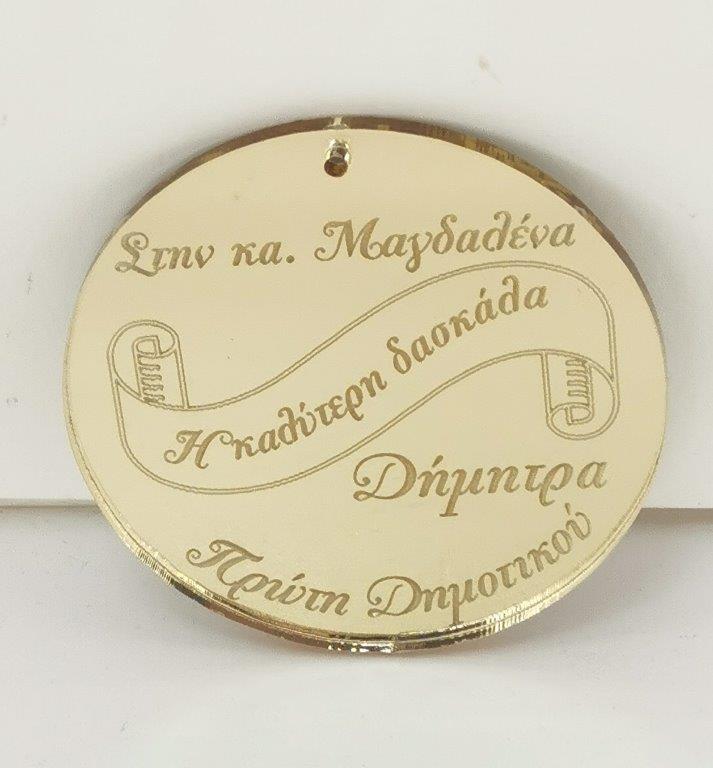 Στην κα. Μαγδαλένα
Η καλύτερη δασκάλα
Δήμητρα
Πρώτη Δημοτικού